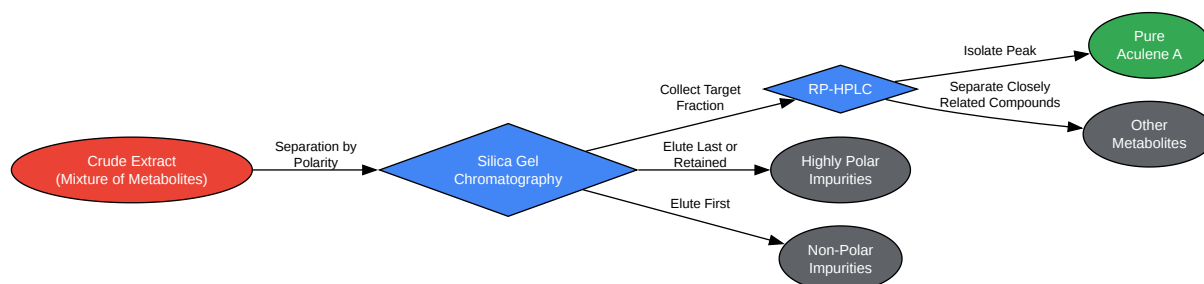 Crude Extract
(Mixture of Metabolites)
Separation by
Polarity
Silica Gel
Chromatography
Collect Target
Fraction
Elute Last or
Retained
Elute First
RP-HPLC
Highly Polar
Impurities
Non-Polar
Impurities
Isolate Peak
Separate Closely
Related Compounds
Pure
Aculene A
Other
Metabolites